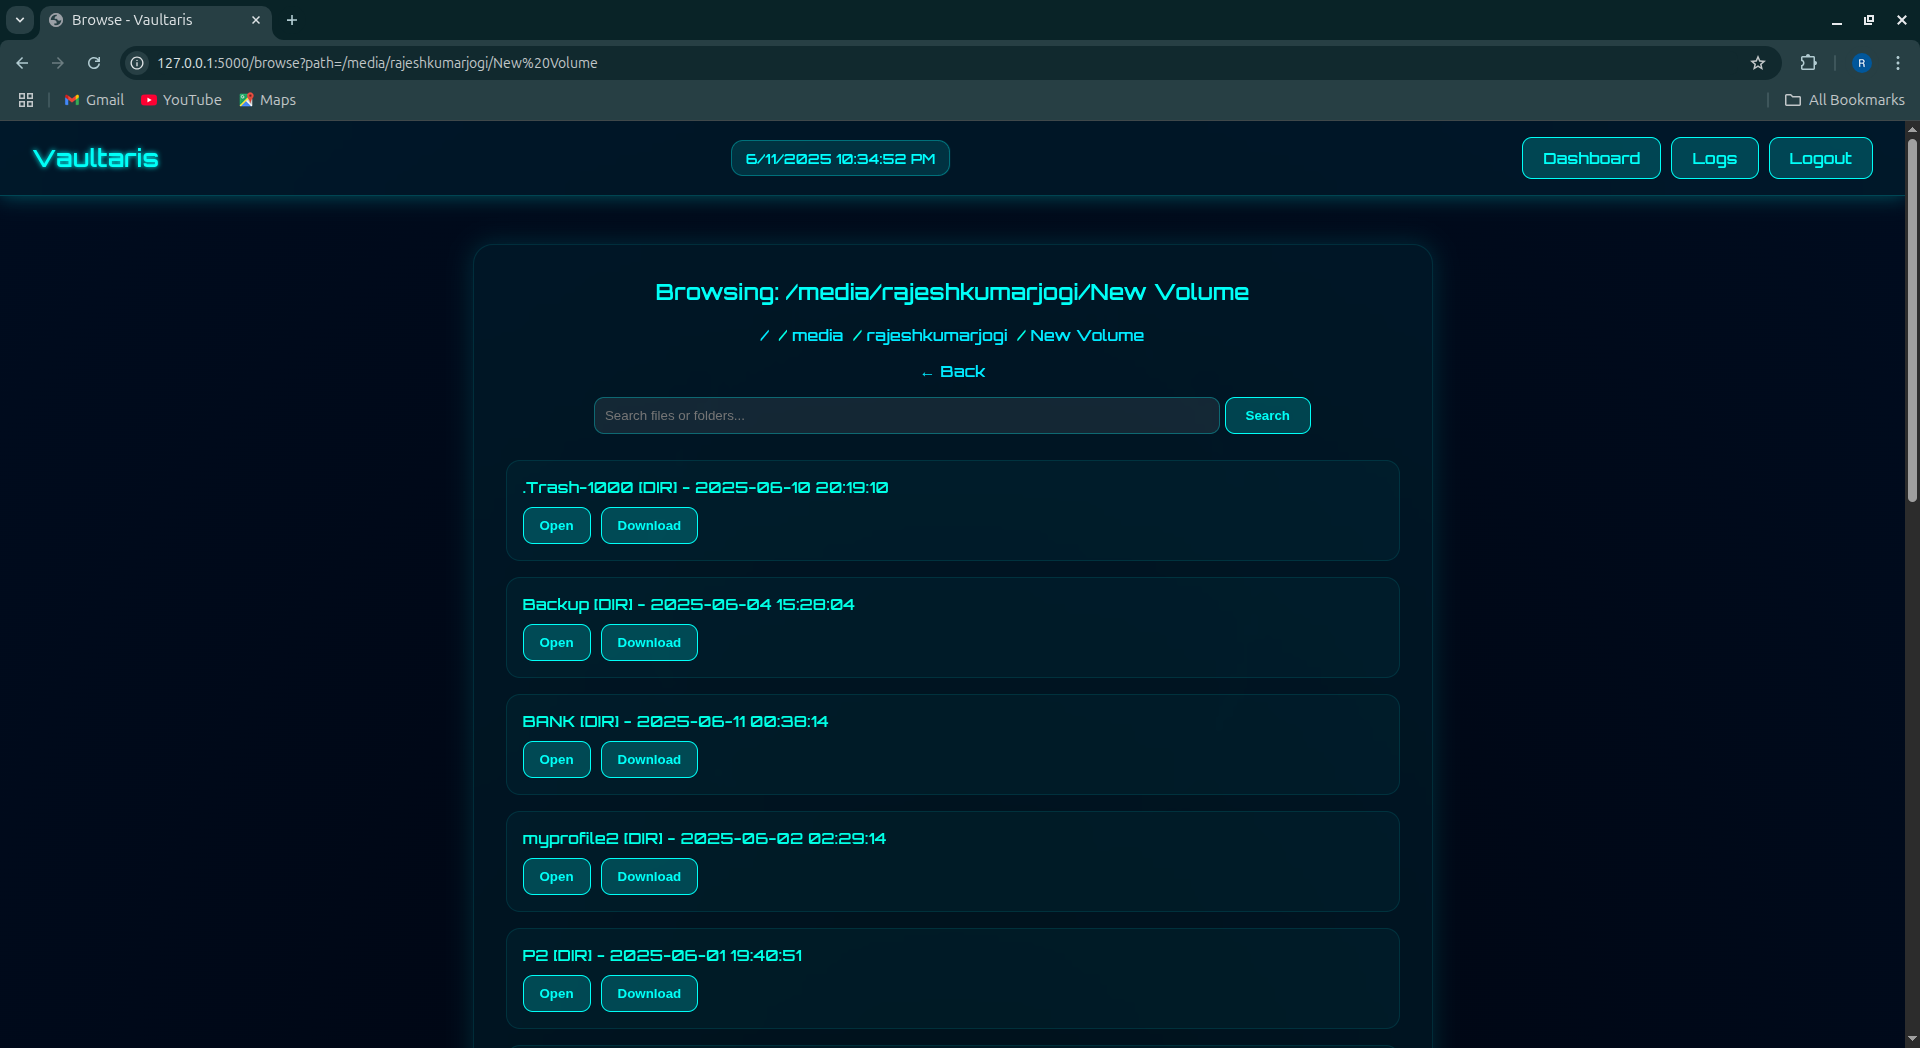 Browse - Vaultaris
127.0.0.1:5000/browse?path=/media/rajeshkumarjogi/New%20Volume
R
Gmail YouTube Maps All Bookmarks
Vaultaris 6/11/2025 10:34:52 PM Dashboard Logs Logout
Browsing: /media/rajeshkumarjogi/New Volume
/ / media / rajeshkumarjogi / New Volume
← Back
Search files or folders... Search
.Trash-1000 [DIR] - 2025-06-10 20:19:10
Open Download
Backup [DIR] - 2025-06-04 15:28:04
Open Download
BANK [DIR] - 2025-06-11 00:38:14
Open Download
myprofile2 [DIR] - 2025-06-02 02:29:14
Open Download
P2 [DIR] - 2025-06-01 19:40:51
Open Download